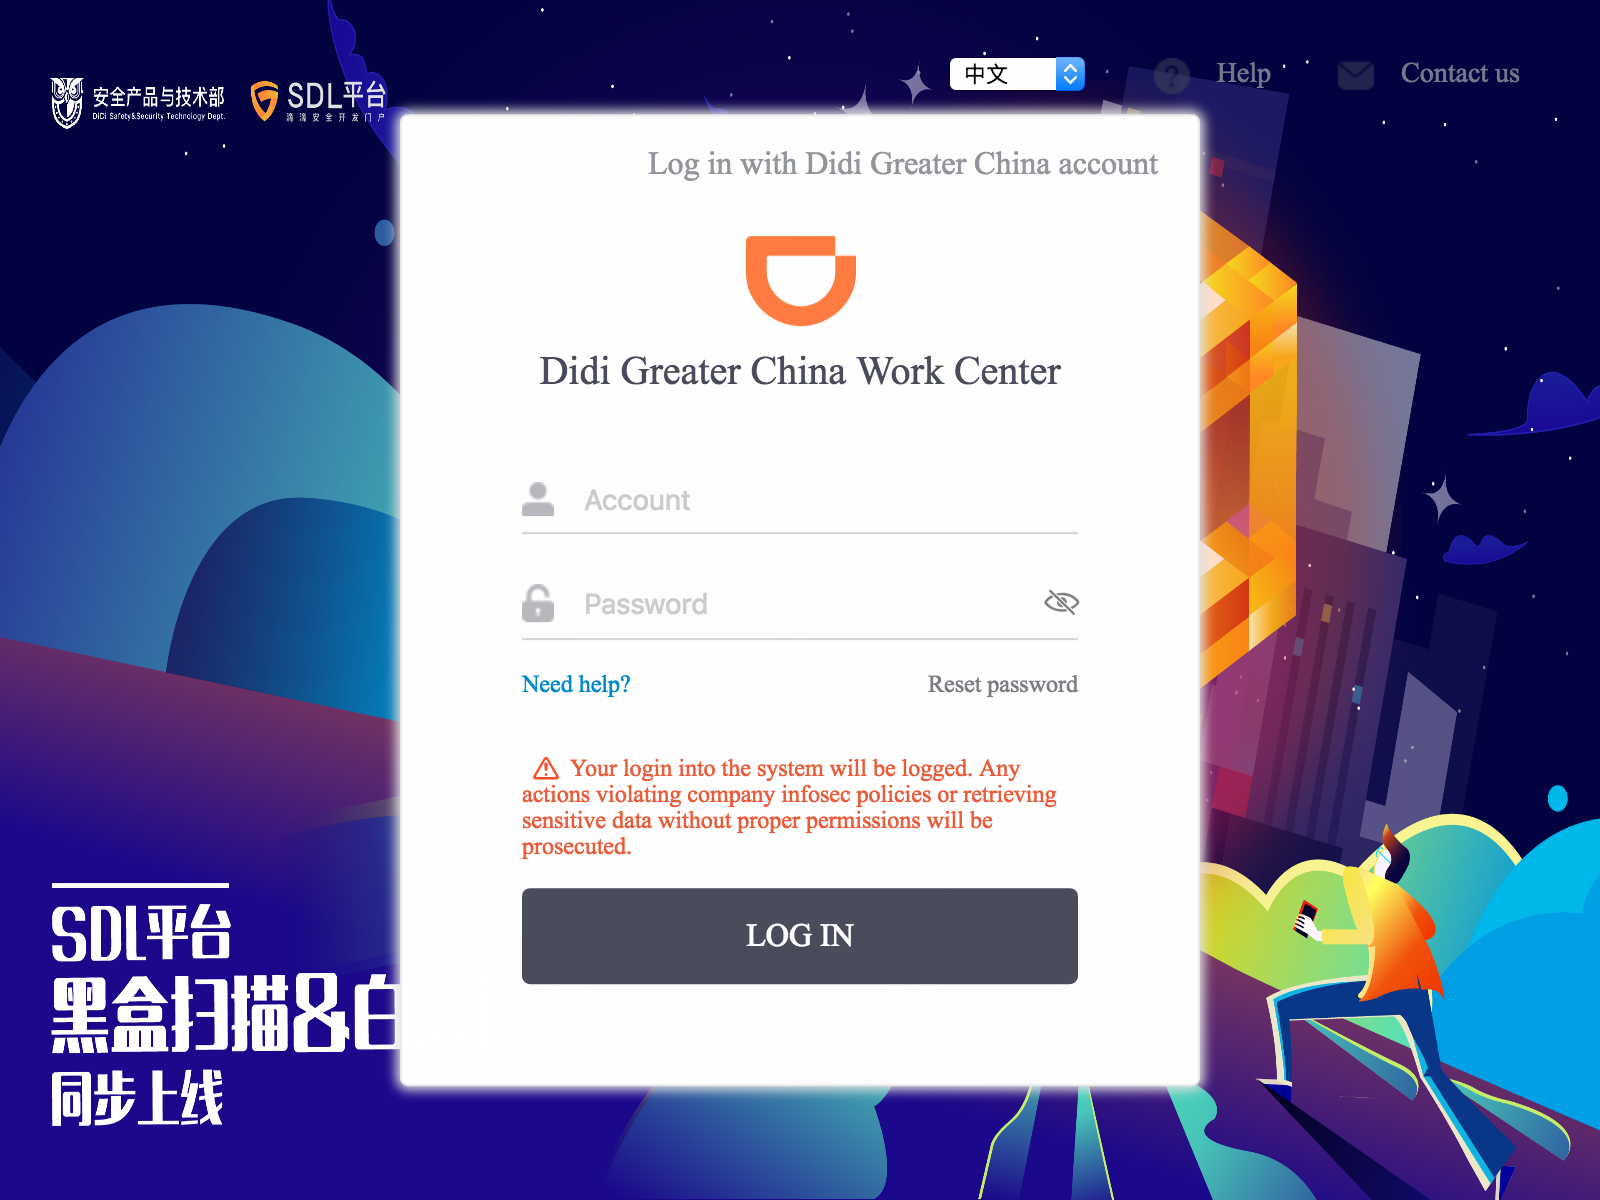 安全产品与技术部
DiDi Safety&Security Technology Dept.
SDL平台
滴滴安全开发门户
中文
Help
Contact us
Log in with Didi Greater China account
Didi Greater China Work Center
Account
Password
Need help?
Reset password
Your login into the system will be logged. Any
actions violating company infosec policies or retrieving
sensitive data without proper permissions will be
prosecuted.
LOG IN
SDL平台
黑盒扫描&白
同步上线